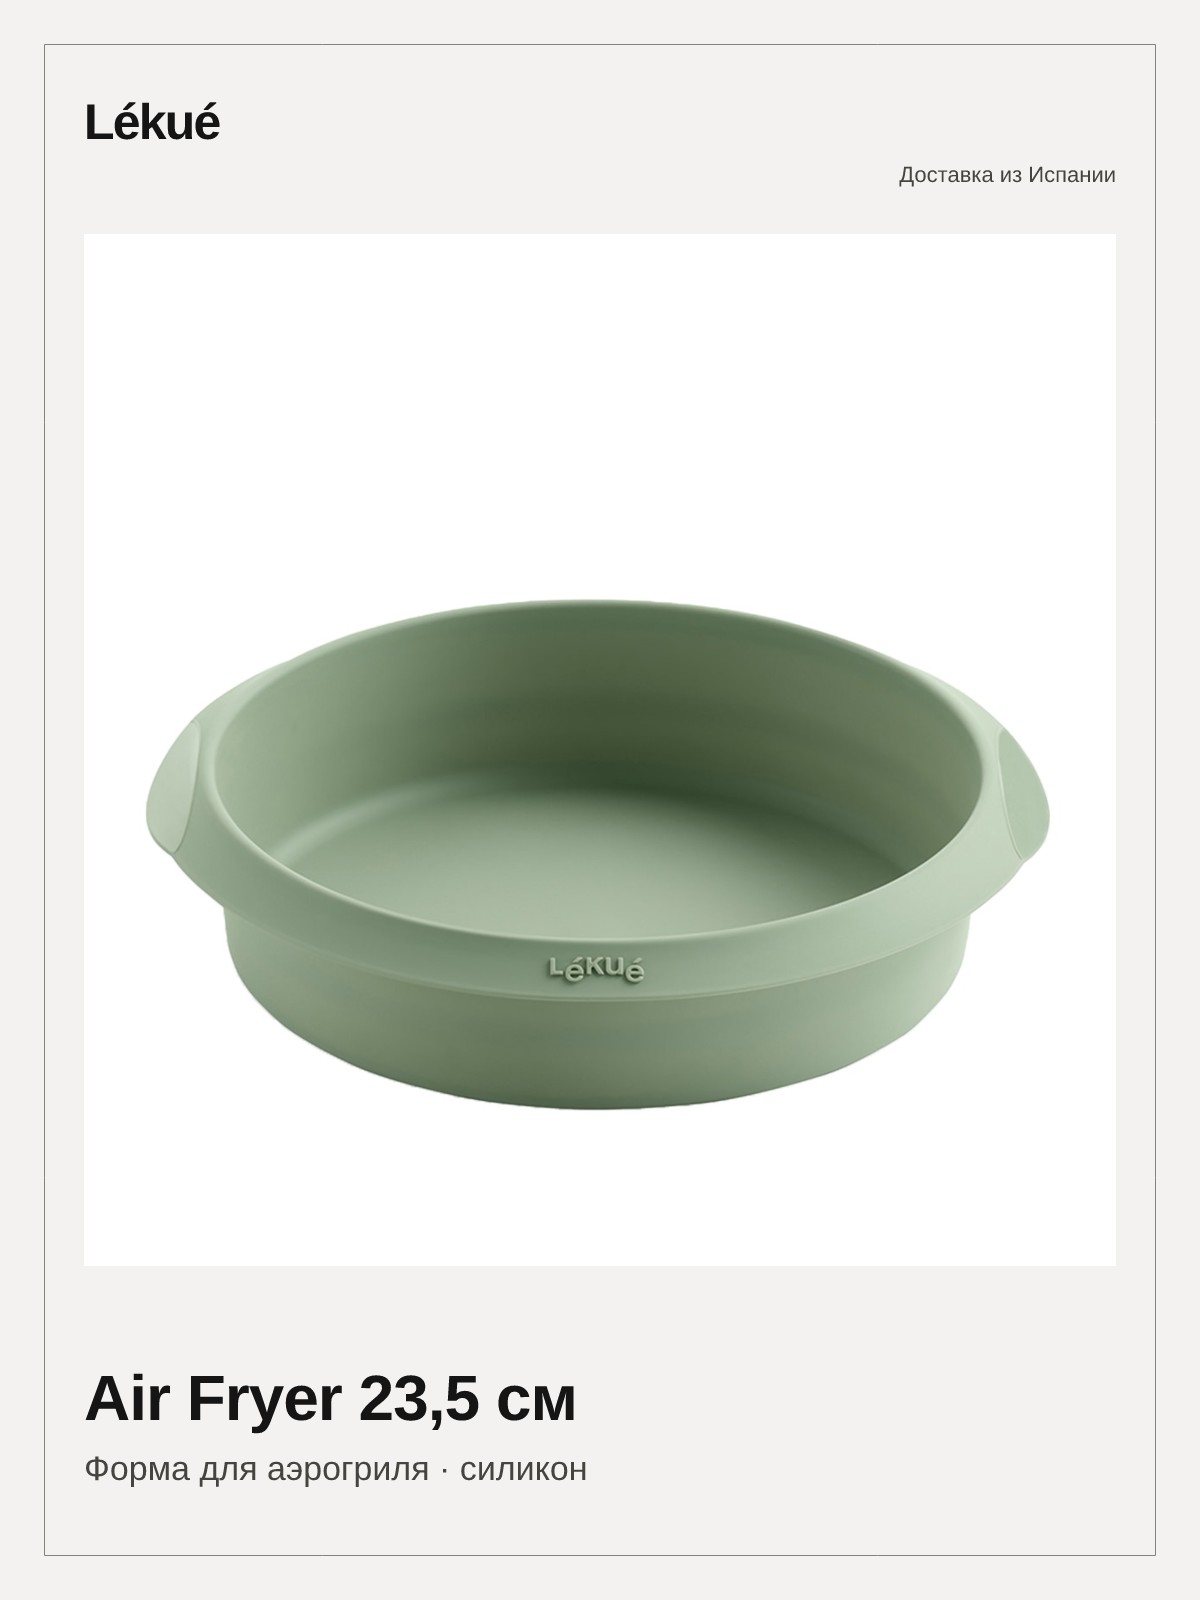 Lékué
Доставка из Испании
Lékué
Air Fryer 23,5 см
Форма для аэрогриля · силикон